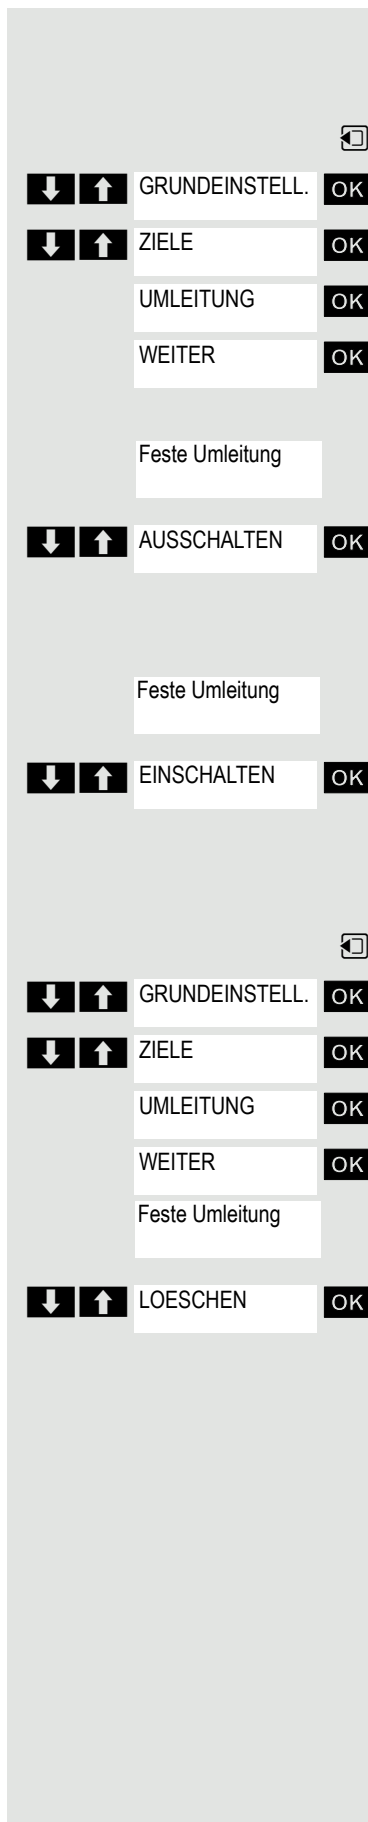 GRUNDEINSTELL. OK
ZIELE OK
UMLEITUNG OK
WEITER OK
Feste Umleitung
AUSSCHALTEN OK
Feste Umleitung
EINSCHALTEN OK
GRUNDEINSTELL. OK
ZIELE OK
UMLEITUNG OK
WEITER OK
Feste Umleitung
LOESCHEN OK